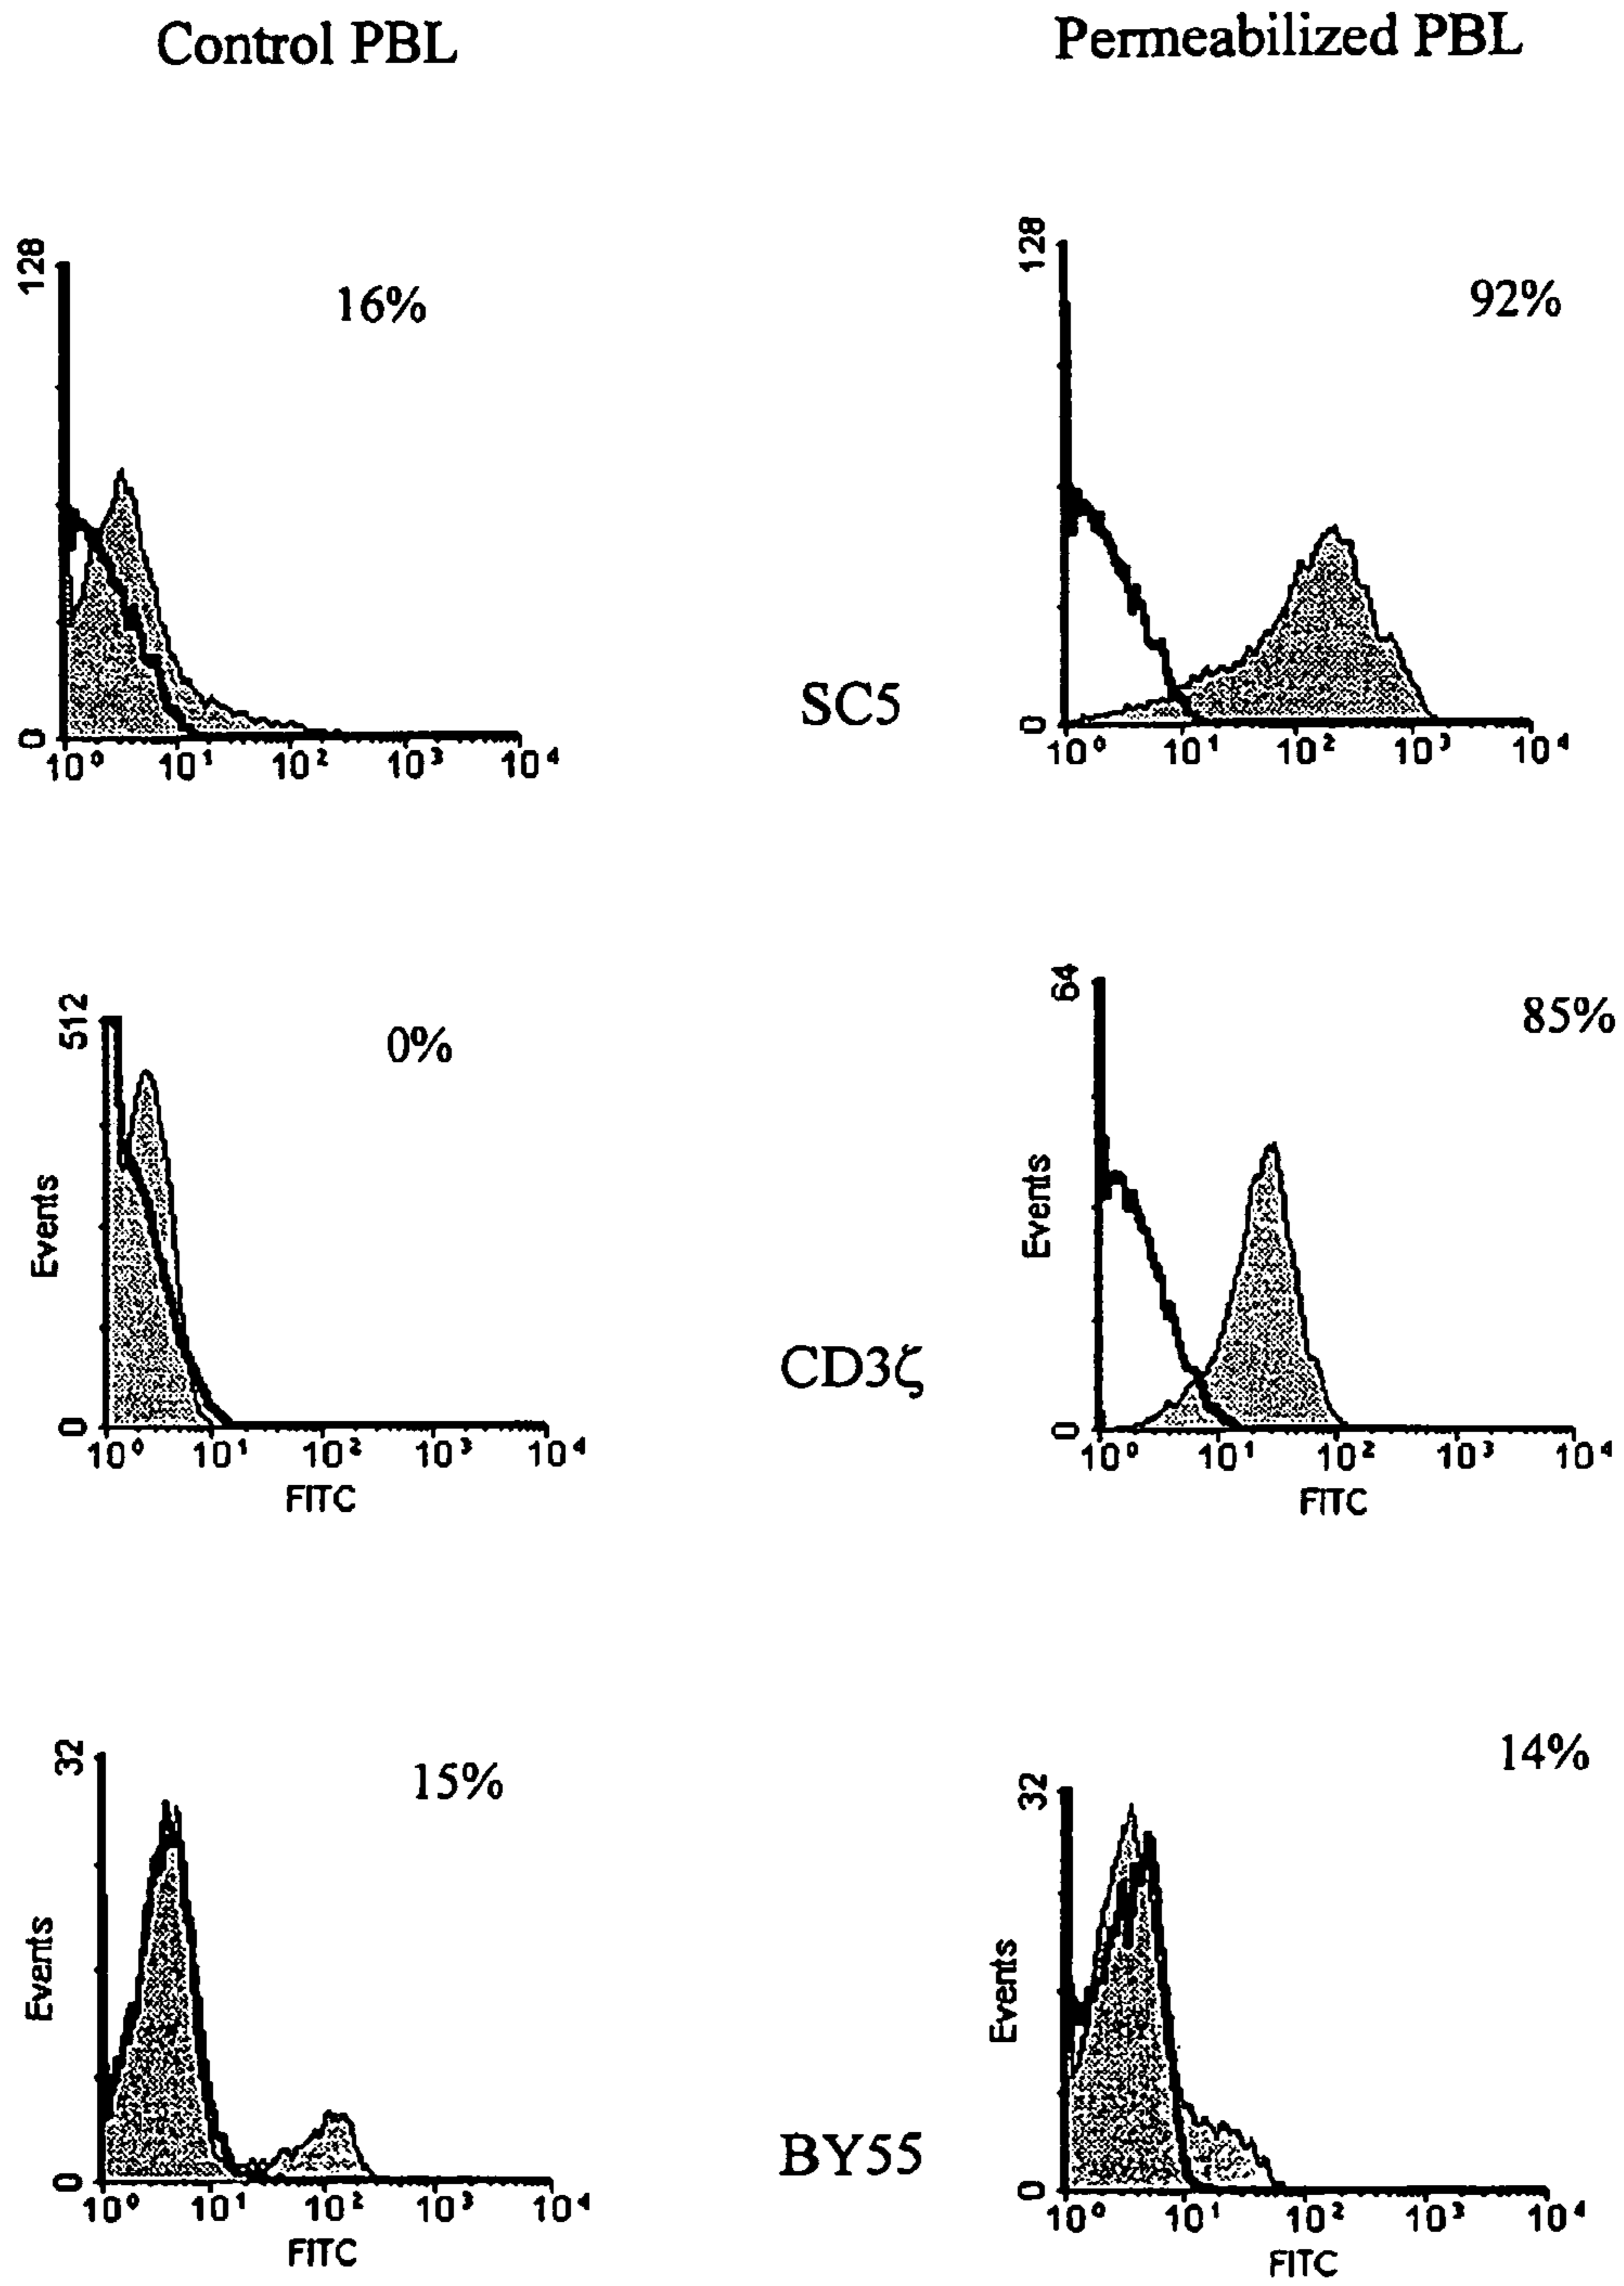 Control PBL
Permeabilized PBL
128
16%
0
10⁰ 10¹ 10² 10³ 10⁴
SC5
128
92%
0
10⁰ 10¹ 10² 10³ 10⁴
512
0%
Events
0
10⁰ 10¹ 10² 10³ 10⁴
FITC
CD3ζ
64
85%
Events
0
10⁰ 10¹ 10² 10³ 10⁴
FITC
32
15%
Events
0
10⁰ 10¹ 10² 10³ 10⁴
FITC
BY55
32
14%
Events
0
10⁰ 10¹ 10² 10³ 10⁴
FITC